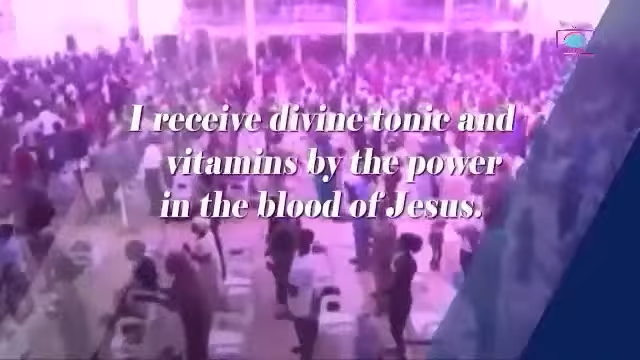 I receive divine tonic and
vitamins by the power
in the blood of Jesus.